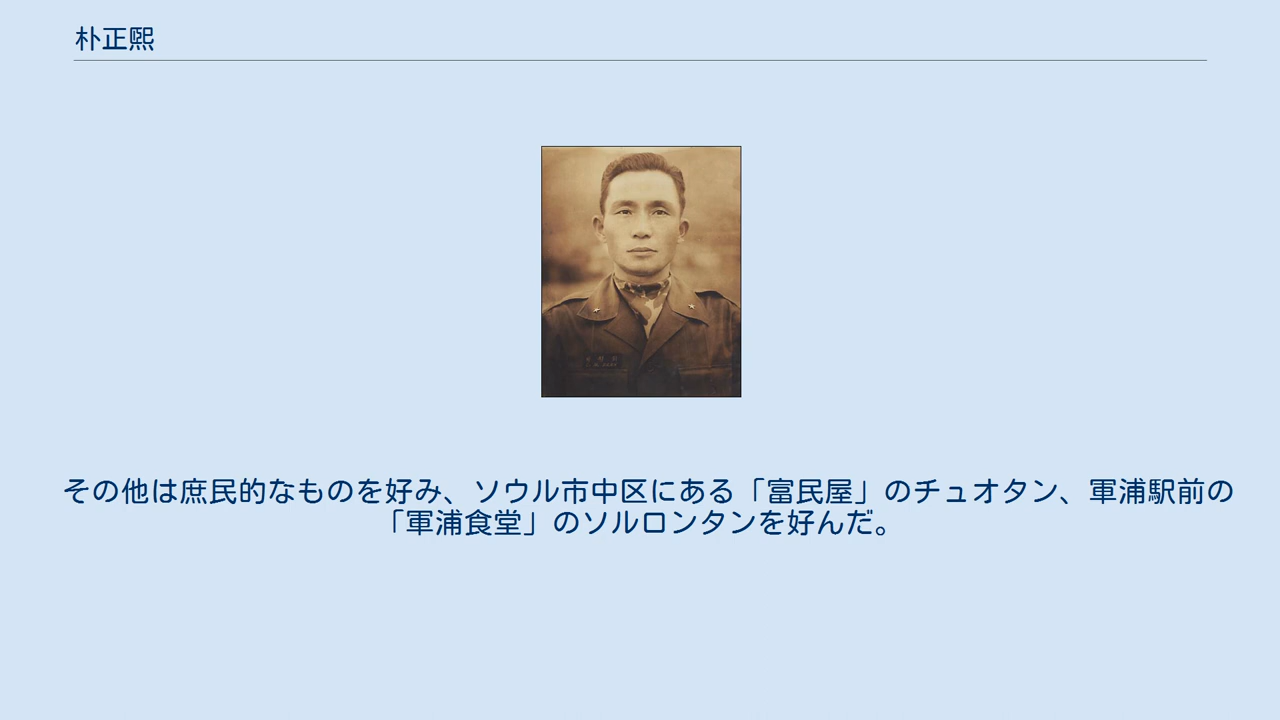 朴正熙
その他は庶民的なものを好み、ソウル市中区にある「富民屋」のチュオタン、軍浦駅前の
「軍浦食堂」のソルロンタンを好んだ。